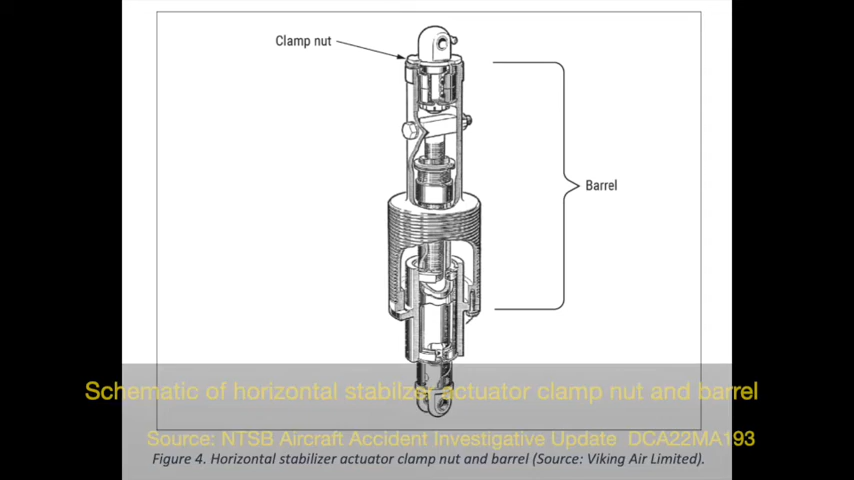 Clamp nut
Barrel
Schematic of horizontal stabilzer actuator clamp nut and barrel
Source: NTSB Aircraft Accident Investigative Update DCA22MA193
Figure 4. Horizontal stabilizer actuator clamp nut and barrel (Source: Viking Air Limited).